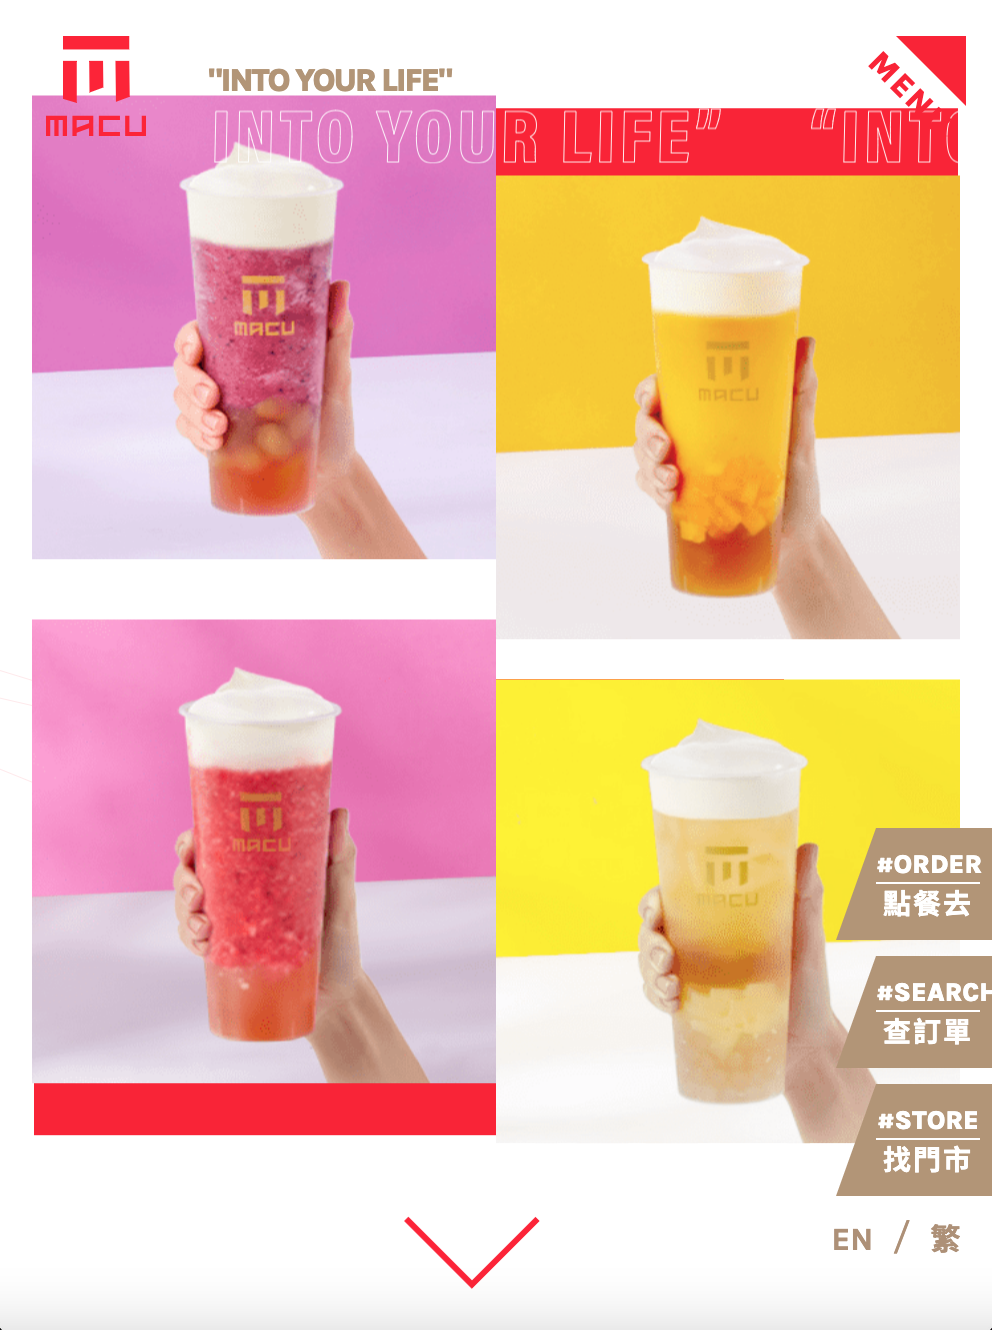 MACU
"INTO YOUR LIFE"
MENU
INTO YOUR LIFE” “INTO
MACU
MACU
MACU
MACU
#ORDER
點餐去
#SEARCH
查訂單
#STORE
找門市
EN / 繁